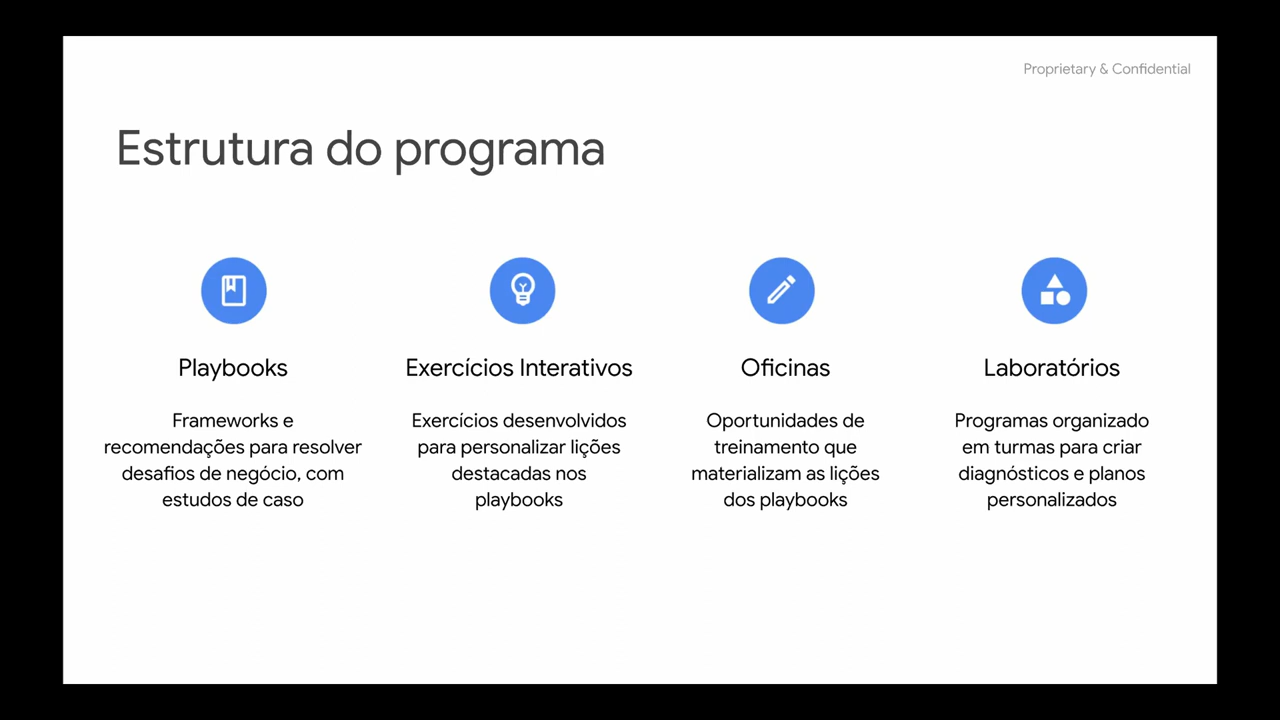 Proprietary & Confidential
Estrutura do programa
Playbooks
Frameworks e
recomendações para resolver
desafios de negócio, com
estudos de caso
Exercícios Interativos
Exercícios desenvolvidos
para personalizar lições
destacadas nos
playbooks
Oficinas
Oportunidades de
treinamento que
materializam as lições
dos playbooks
Laboratórios
Programas organizado
em turmas para criar
diagnósticos e planos
personalizados